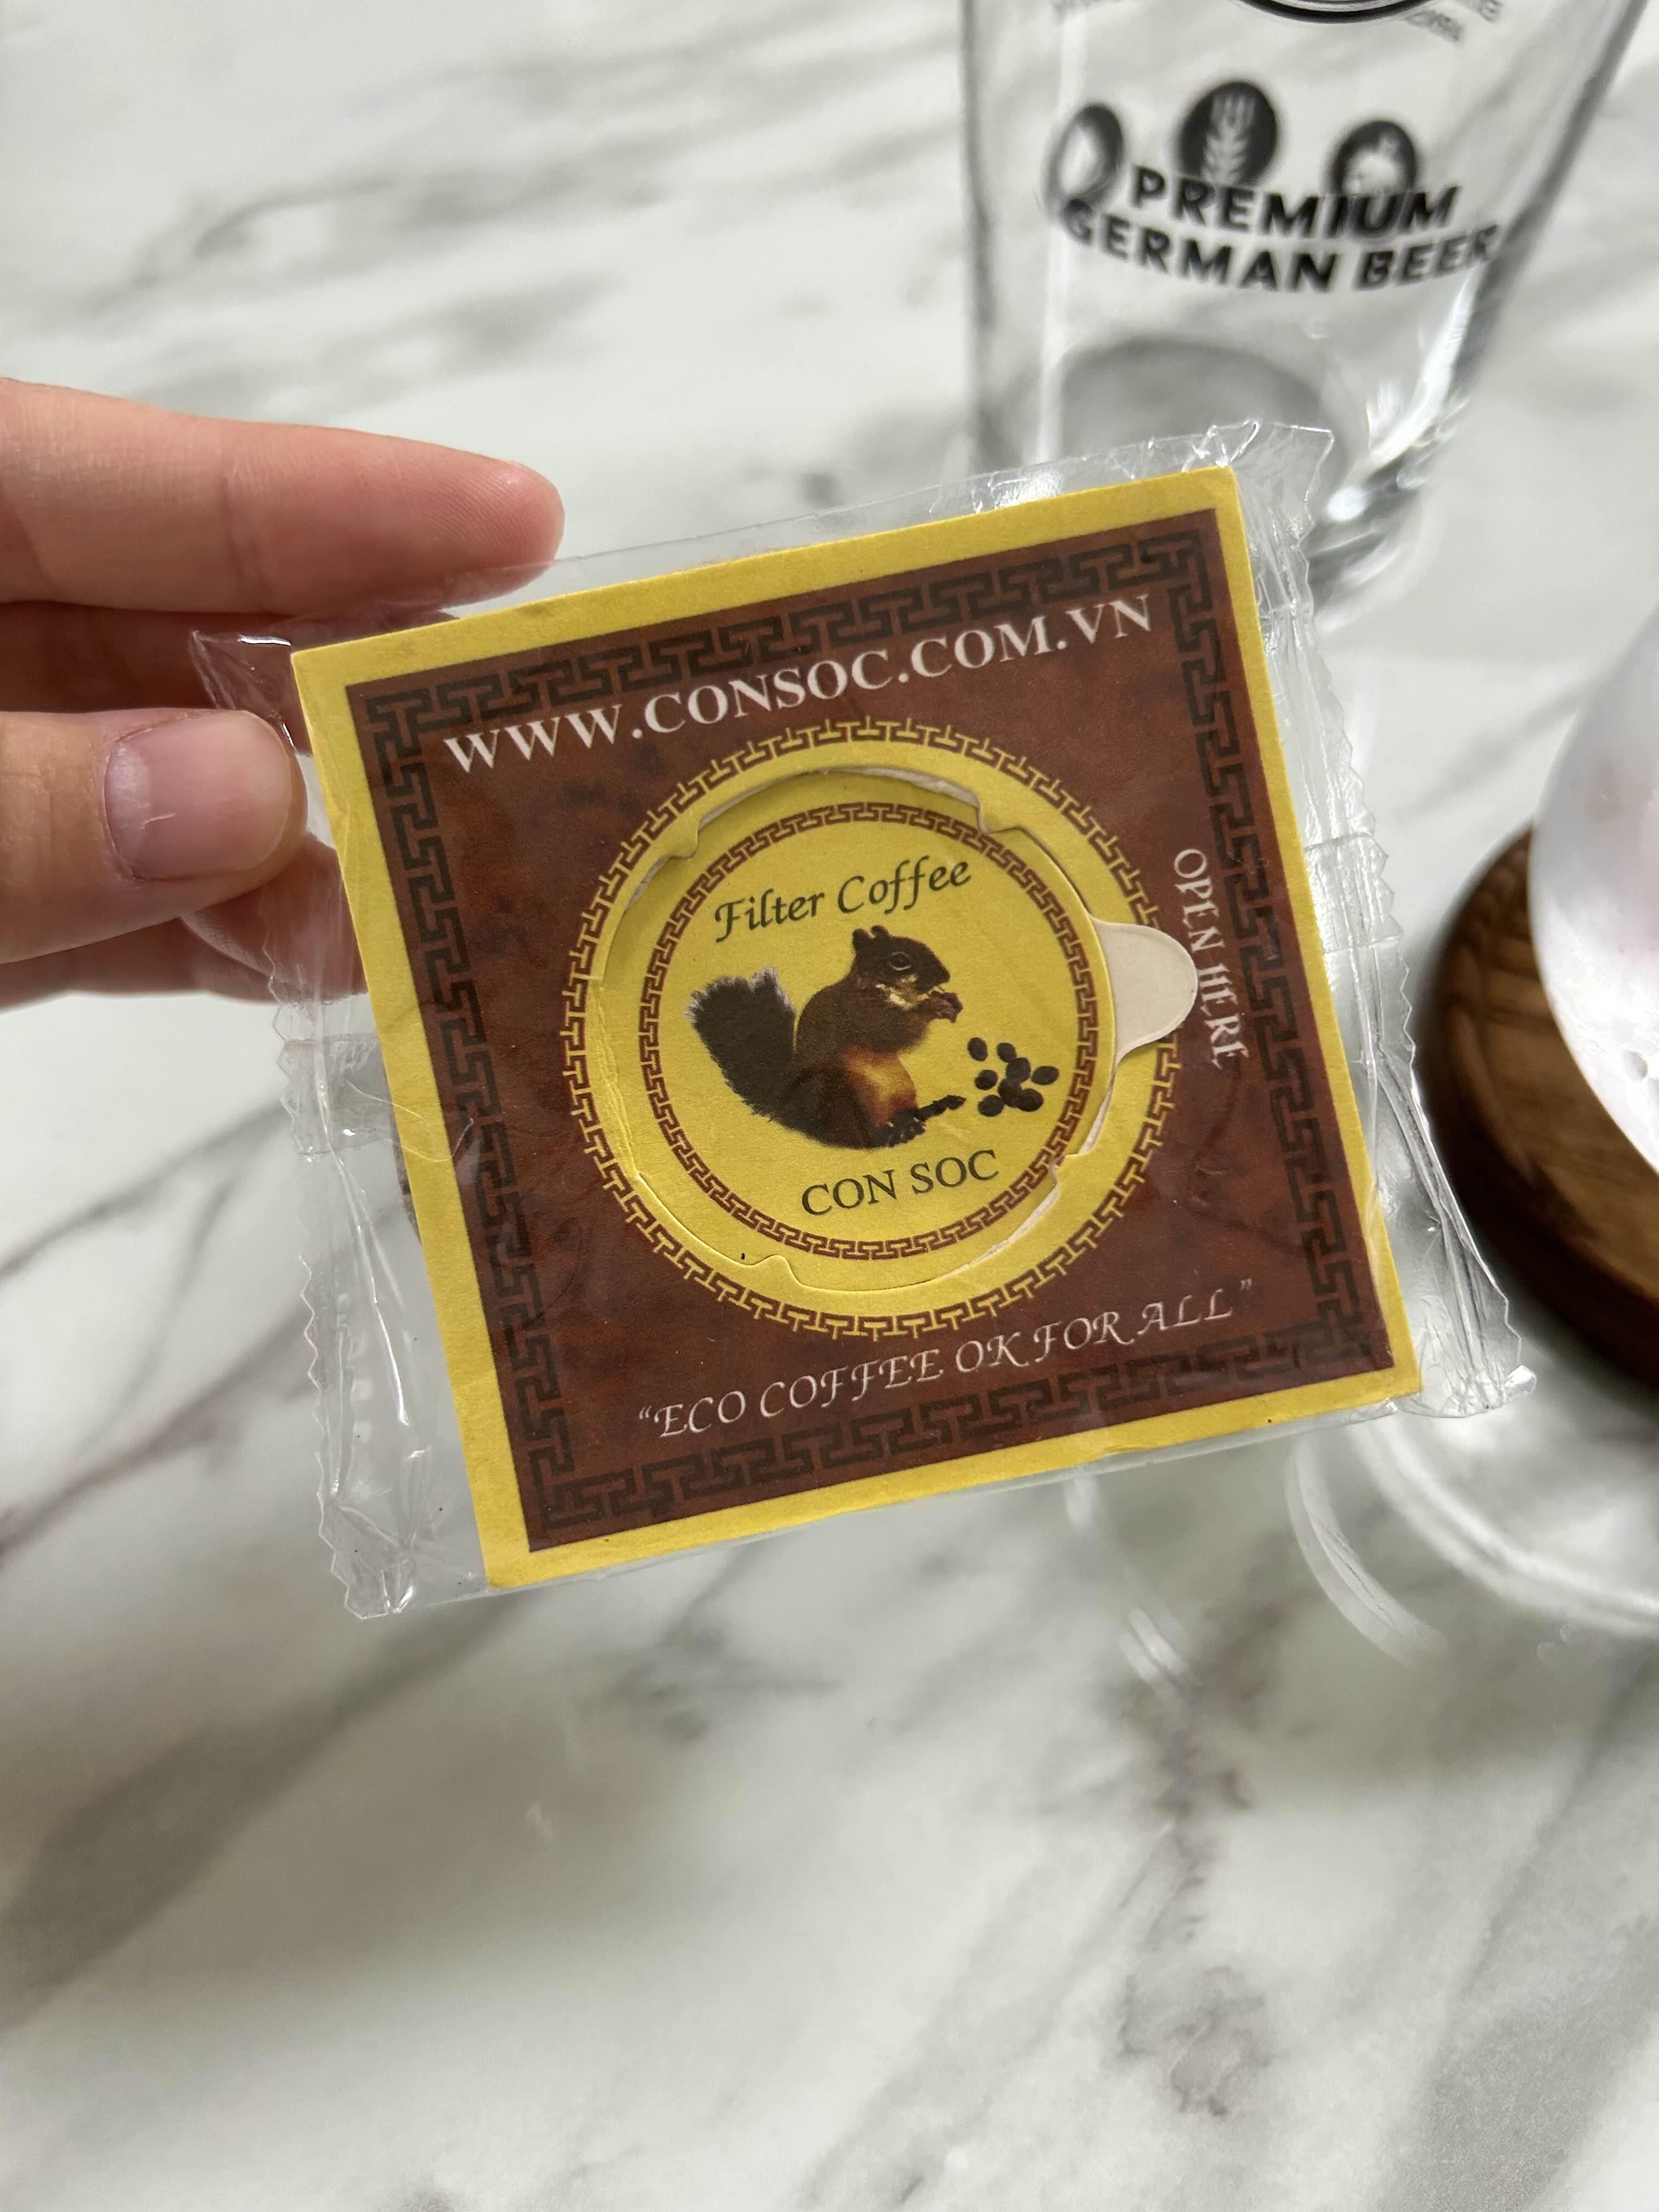 PREMIUM
GERMAN BEER
WWW.CONSOC.COM.VN
Filter Coffee
CON SOC
OPEN HERE
“ECO COFFEE OK FOR ALL”